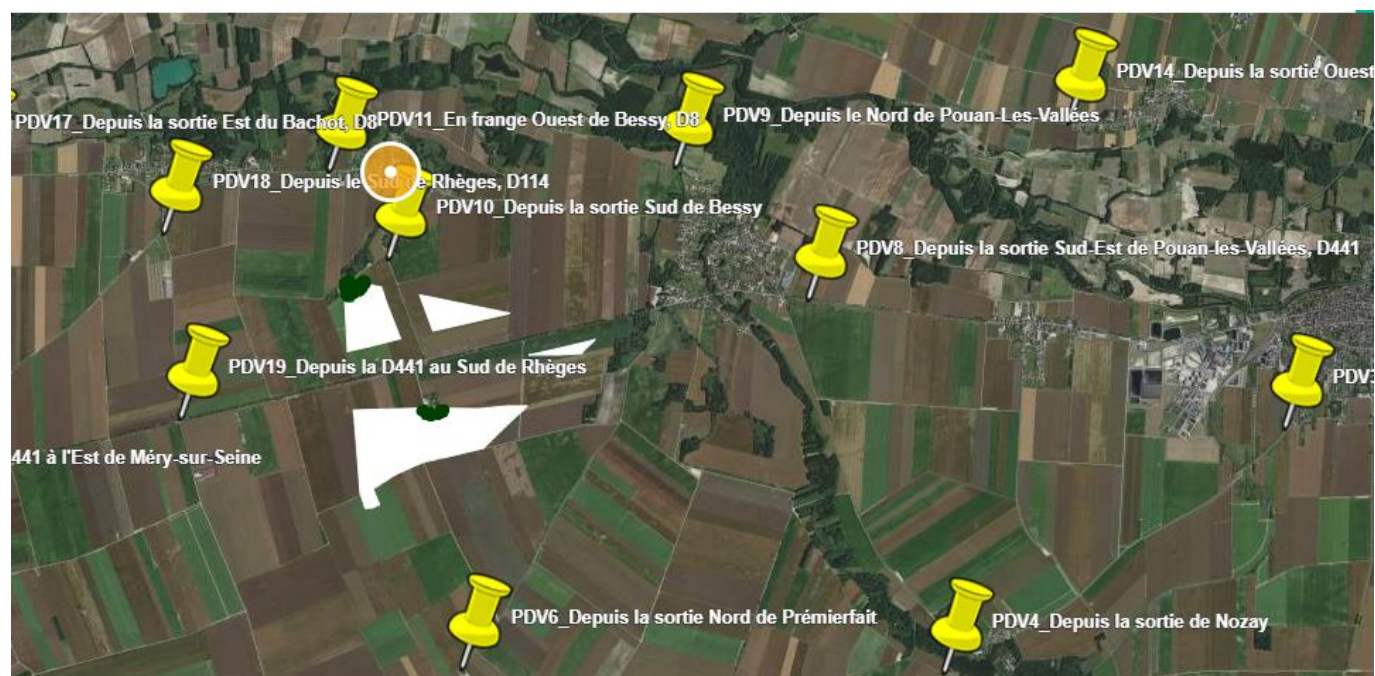 PDV14_Depuis la sortie Ouest
PDV17_Depuis la sortie Est du Bachot, D8
PDV11_En frange Ouest de Bessy, D8
PDV9_Depuis le Nord de Pouan-Les-Vallées
PDV18_Depuis le Sud de Rhèges, D114
PDV10_Depuis la sortie Sud de Bessy
PDV8_Depuis la sortie Sud-Est de Pouan-les-Vallées, D441
PDV19_Depuis la D441 au Sud de Rhèges
PDV3
441 à l'Est de Méry-sur-Seine
PDV6_Depuis la sortie Nord de Prémierfait
PDV4_Depuis la sortie de Nozay